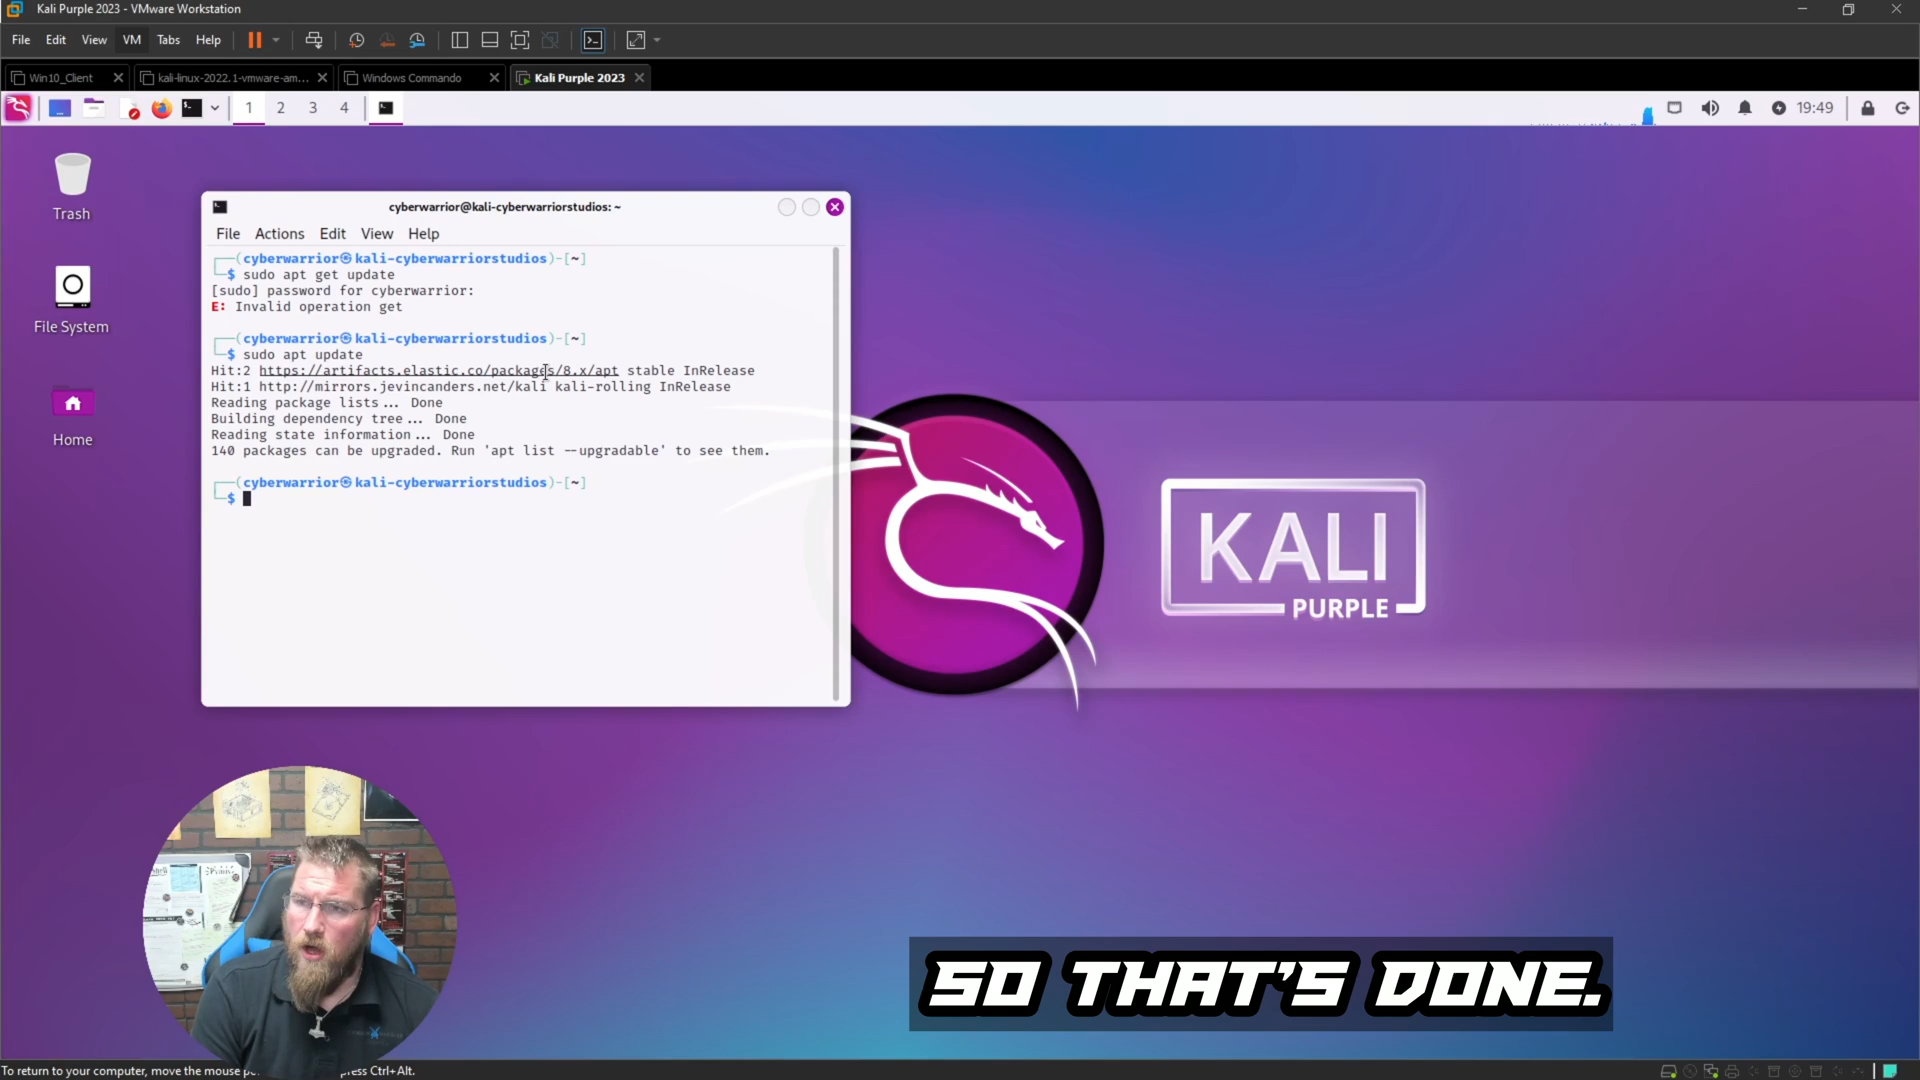 Kali Purple 2023 - VMware Workstation
File Edit View VM Tabs Help
Win10_Client kali-linux-2022.1-vmware-am... Windows Commando Kali Purple 2023
1 2 3 4 19:49
Trash
File System
Home
cyberwarrior@kali-cyberwarriorstudios: ~
File Actions Edit View Help
┌──(cyberwarrior㉿kali-cyberwarriorstudios)-[~]
└─$ sudo apt get update
[sudo] password for cyberwarrior:
E: Invalid operation get
┌──(cyberwarrior㉿kali-cyberwarriorstudios)-[~]
└─$ sudo apt update
Hit:2 https://artifacts.elastic.co/packages/8.x/apt stable InRelease
Hit:1 http://mirrors.jevincanders.net/kali kali-rolling InRelease
Reading package lists... Done
Building dependency tree... Done
Reading state information... Done
140 packages can be upgraded. Run 'apt list --upgradable' to see them.
┌──(cyberwarrior㉿kali-cyberwarriorstudios)-[~]
└─$
KALI
PURPLE
SO THAT'S DONE.
To return to your computer, move the mouse press Ctrl+Alt.